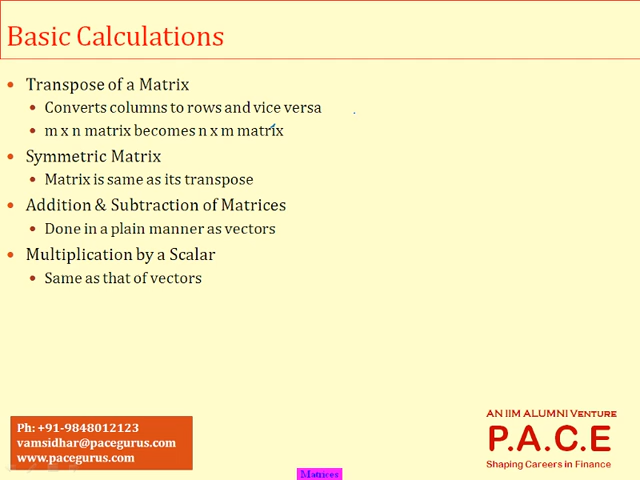 Basic Calculations
Transpose of a Matrix
Converts columns to rows and vice versa
m x n matrix becomes n x m matrix
Symmetric Matrix
Matrix is same as its transpose
Addition & Subtraction of Matrices
Done in a plain manner as vectors
Multiplication by a Scalar
Same as that of vectors
Ph: +91-9848012123
vamsidhar@pacegurus.com
www.pacegurus.com
AN IIM ALUMNI VENTURE
P.A.C.E
Shaping Careers in Finance
Matrices